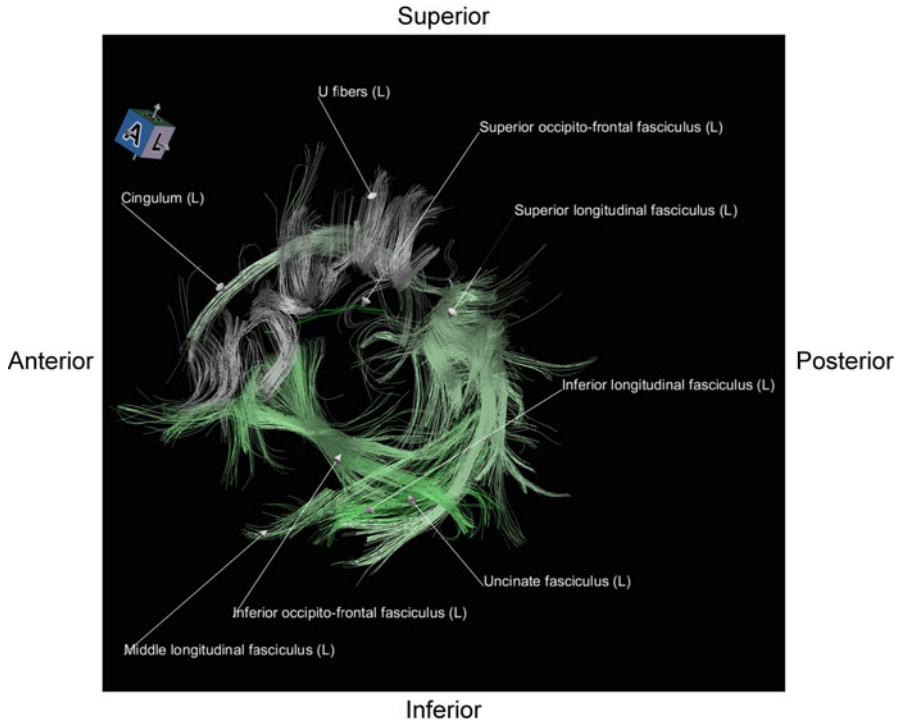 Superior
U fibers (L)
Superior occipito-frontal fasciculus (L)
A
L
Cingulum (L)
Superior longitudinal fasciculus (L)
Anterior
Posterior
Inferior longitudinal fasciculus (L)
Uncinate fasciculus (L)
Inferior occipito-frontal fasciculus (L)
Middle longitudinal fasciculus (L)
Inferior